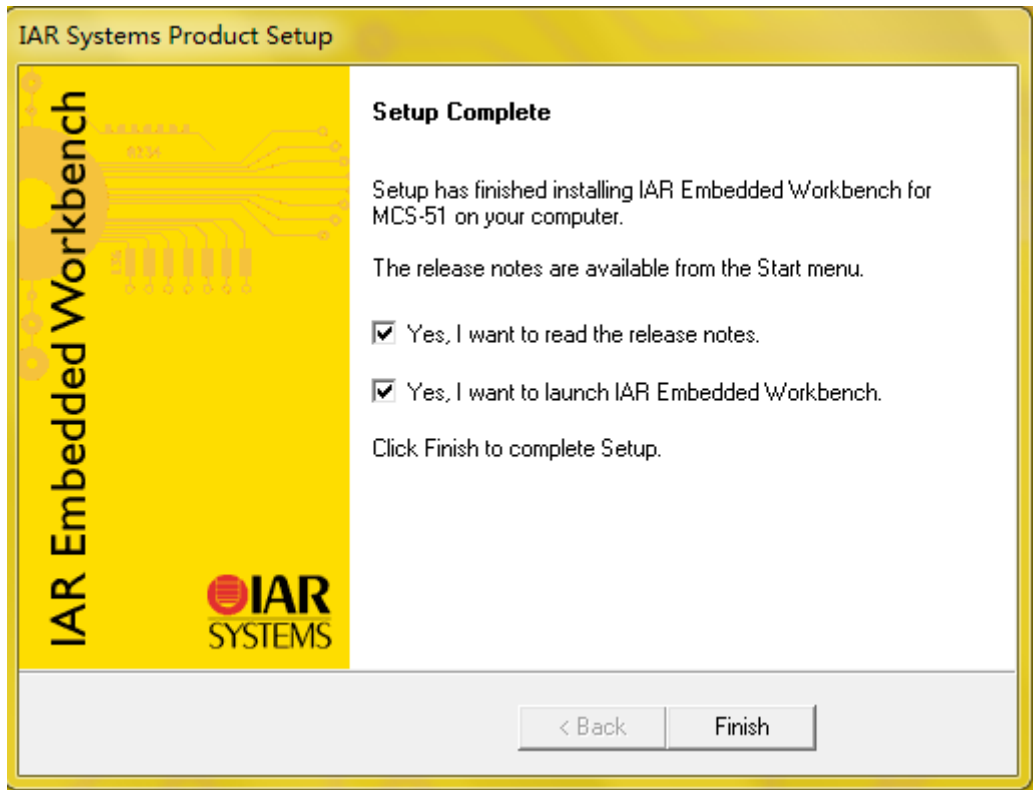 IAR Systems Product Setup
IAR Embedded Workbench
Setup Complete
Setup has finished installing IAR Embedded Workbench for
MCS-51 on your computer.
The release notes are available from the Start menu.
Yes, I want to read the release notes.
Yes, I want to launch IAR Embedded Workbench.
Click Finish to complete Setup.
IAR
SYSTEMS
< Back
Finish